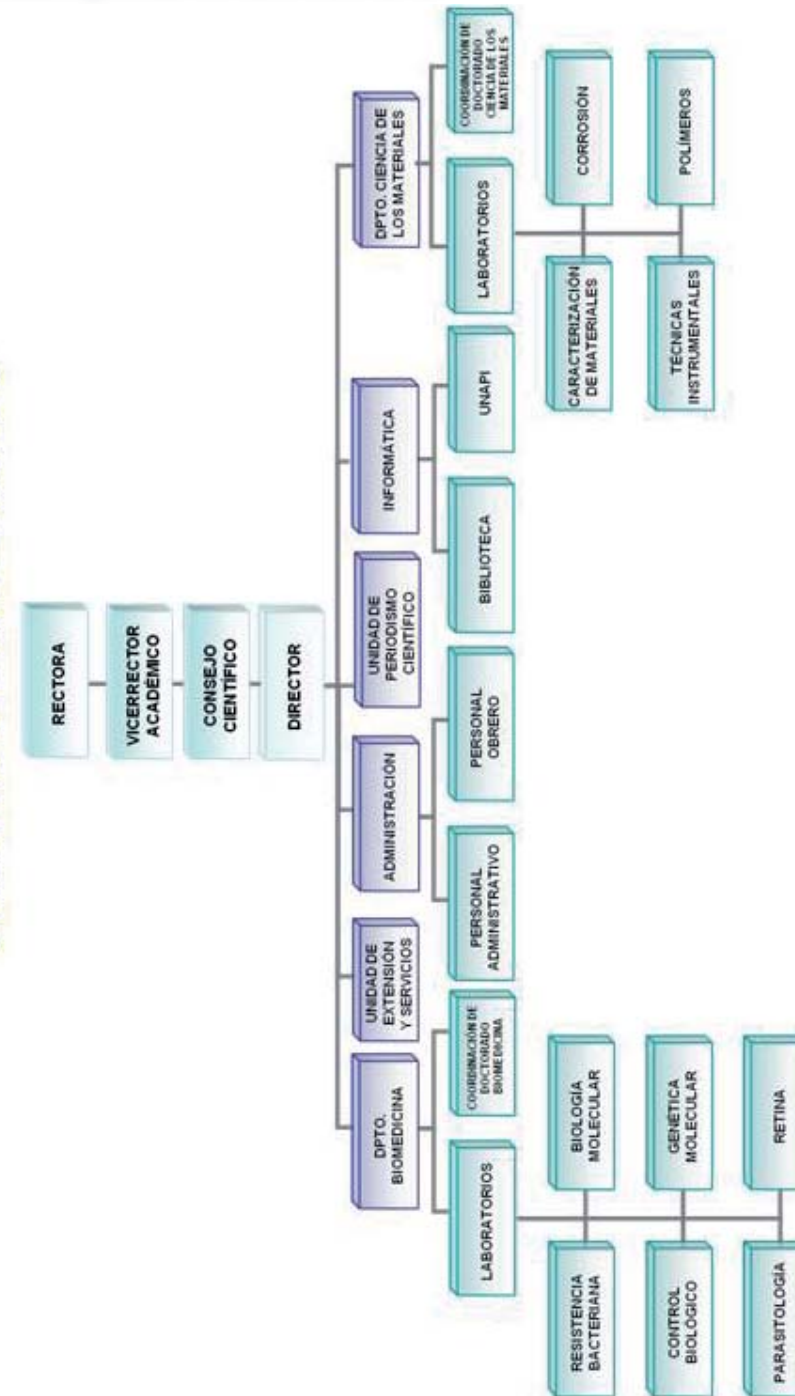 RECTORA
VICERRECTOR
ACADÉMICO
CONSEJO
CIENTÍFICO
DIRECTOR
DPTO.
BIOMEDICINA
UNIDAD DE
EXTENSIÓN
Y SERVICIOS
ADMINISTRACIÓN
UNIDAD DE
PERIODISMO
CIENTÍFICO
INFORMÁTICA
DPTO. CIENCIA DE
LOS MATERIALES
LABORATORIOS
COORDINACIÓN DE
DOCTORADO
BIOMEDICINA
PERSONAL
ADMINISTRATIVO
PERSONAL
OBRERO
BIBLIOTECA
UNAPI
LABORATORIOS
COORDINACIÓN DE
DOCTORADO
CIENCIA DE LOS
MATERIALES
RESISTENCIA
BACTERIANA
BIOLOGÍA
MOLECULAR
CONTROL
BIOLÓGICO
GENÉTICA
MOLECULAR
PARASITOLOGÍA
RETINA
CARACTERIZACIÓN
DE MATERIALES
CORROSIÓN
TÉCNICAS
INSTRUMENTALES
POLÍMEROS